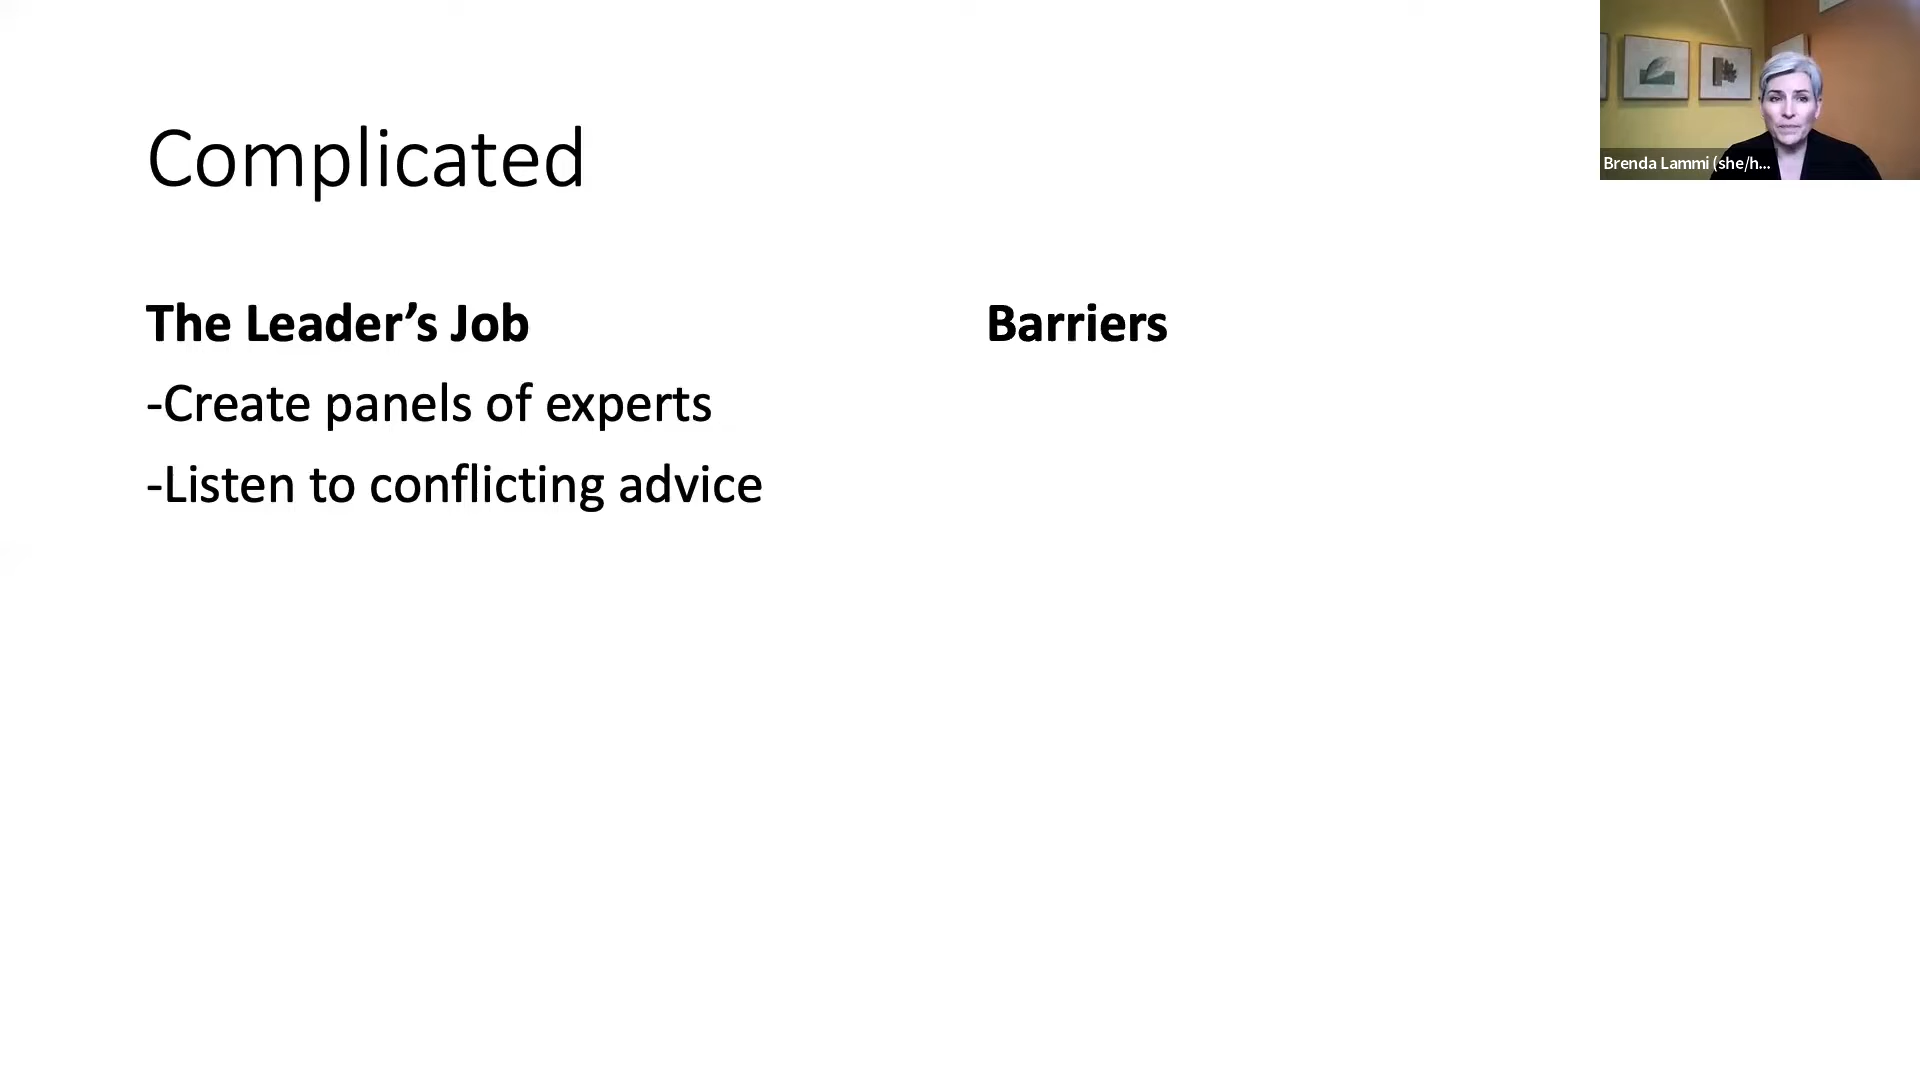 Complicated
Brenda Lammi (she/h...
The Leader’s Job
-Create panels of experts
-Listen to conflicting advice
Barriers